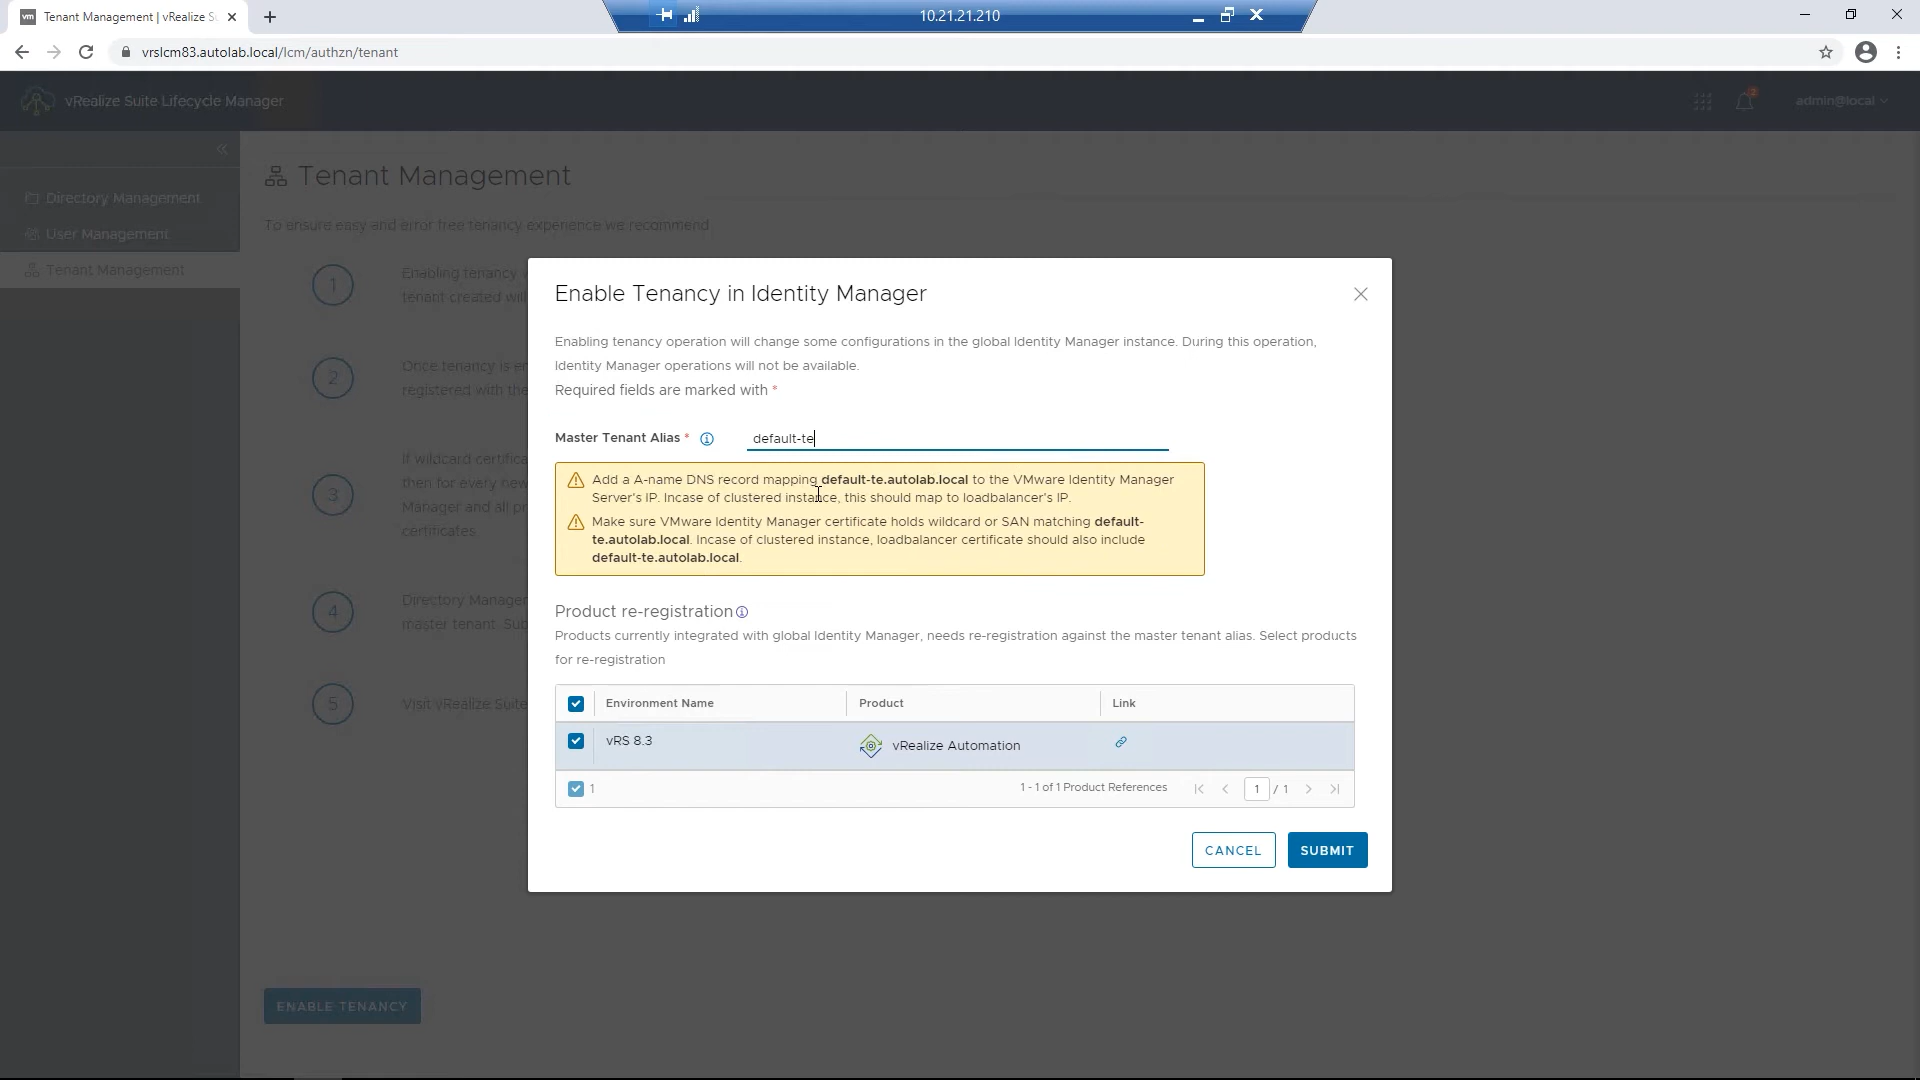 Tenant Management | vRealize Su
10.21.21.210
vrslcm83.autolab.local/lcm/authzn/tenant
vm
vRealize Suite Lifecycle Manager
2
admin@local
Directory Management
User Management
Tenant Management
Tenant Management
To ensure easy and error free tenancy experience we recommend
1
Enabling tenancy
tenant created will
2
Once tenancy is en
registered with the
3
If wildcard certifica
then for every new
Manager and all pr
certificates.
4
Directory Manager
master tenant. Sub
5
Visit vRealize Suite
ENABLE TENANCY
Enable Tenancy in Identity Manager
Enabling tenancy operation will change some configurations in the global Identity Manager instance. During this operation,
Identity Manager operations will not be available.
Required fields are marked with *
Master Tenant Alias *
default-te
Add a A-name DNS record mapping default-te.autolab.local to the VMware Identity Manager
Server's IP. Incase of clustered instance, this should map to loadbalancer's IP.
Make sure VMware Identity Manager certificate holds wildcard or SAN matching default-
te.autolab.local. Incase of clustered instance, loadbalancer certificate should also include
default-te.autolab.local.
Product re-registration
Products currently integrated with global Identity Manager, needs re-registration against the master tenant alias. Select products
for re-registration
Environment Name
Product
Link
vRS 8.3
vRealize Automation
1
1 - 1 of 1 Product References
1 / 1
CANCEL
SUBMIT